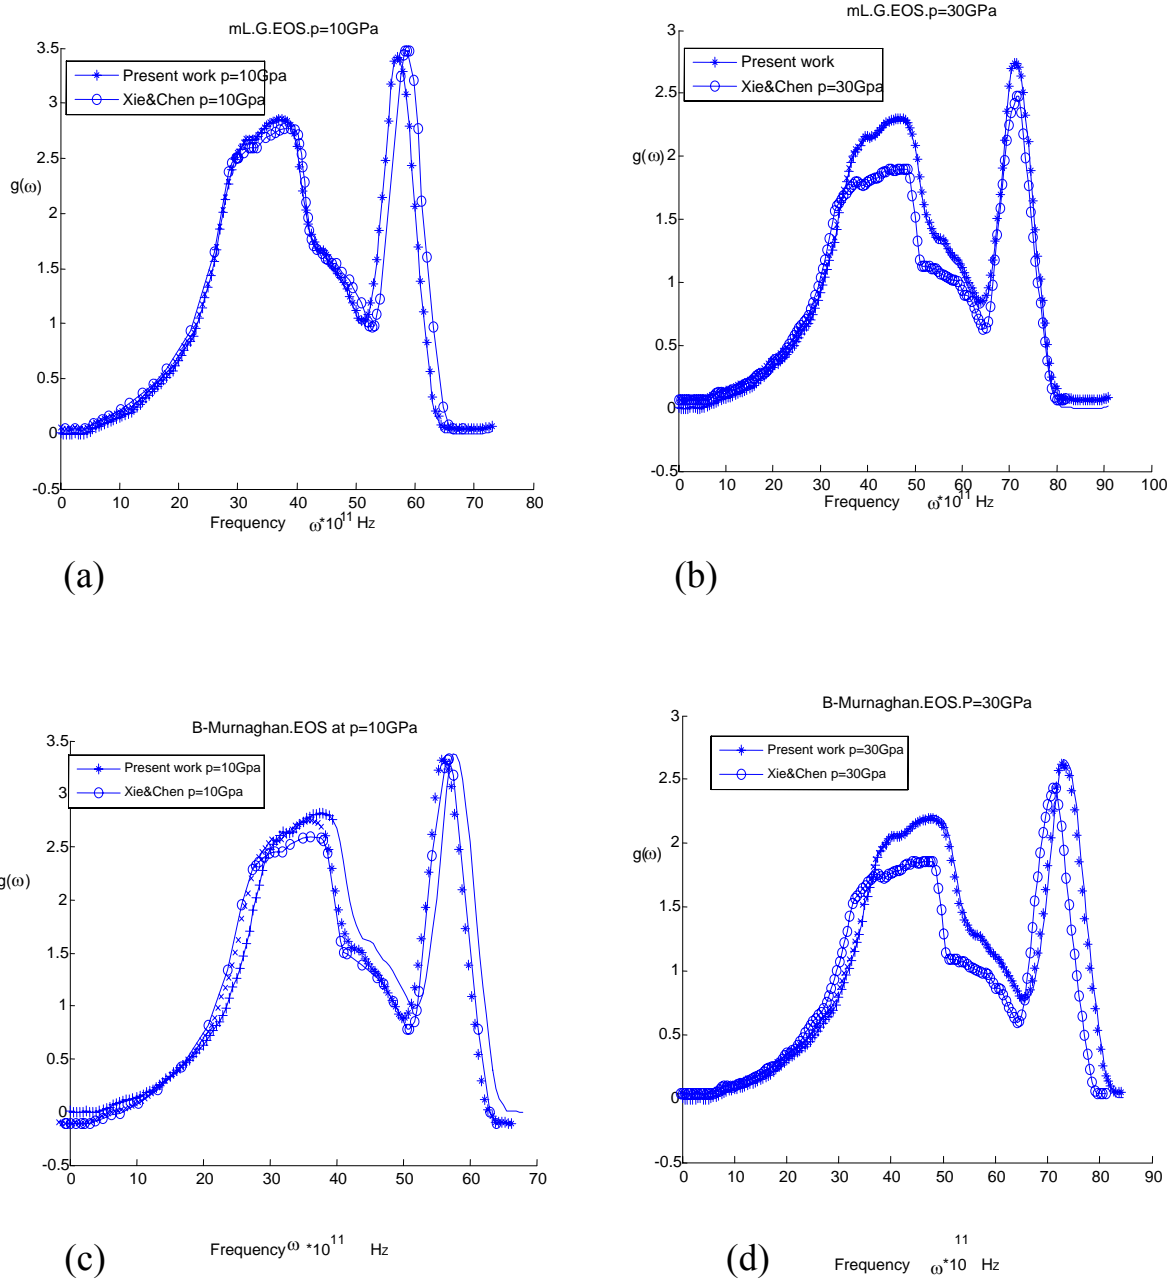 mL.G.EOS.p=10GPa
3.5
3
2.5
2
1.5
1
0.5
0
-0.5
g(ω)
Present work p=10Gpa
Xie&Chen p=10Gpa
0 10 20 30 40 50 60 70 80
Frequency ω*10^11 Hz
(a)
mL.G.EOS.p=30GPa
3
2.5
2
1.5
1
0.5
0
-0.5
g(ω)
Present work
Xie&Chen p=30Gpa
0 10 20 30 40 50 60 70 80 90 100
Frequency ω*10^11 Hz
(b)
B-Murnaghan.EOS at p=10GPa
3.5
3
2.5
2
1.5
1
0.5
0
-0.5
g(ω)
Present work p=10Gpa
Xie&Chen p=10Gpa
0 10 20 30 40 50 60 70
Frequency ω *10^11 Hz
(c)
B-Murnaghan.EOS.P=30GPa
3
2.5
2
1.5
1
0.5
0
-0.5
g(ω)
Present work p=30Gpa
Xie&Chen p=30Gpa
0 10 20 30 40 50 60 70 80 90
Frequency ω*10^11 Hz
(d)